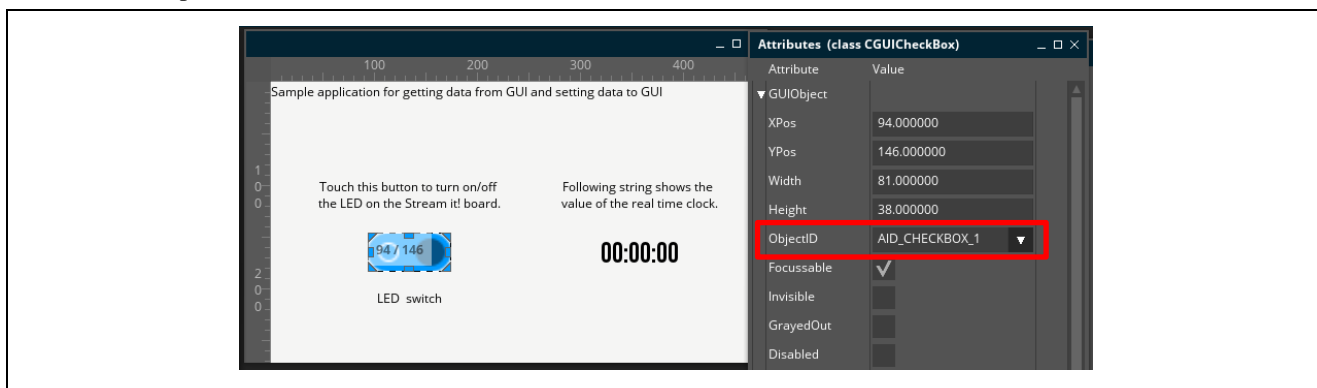 Attributes (class CGUICheckBox)
100 200 300 400
Attribute Value
Sample application for getting data from GUI and setting data to GUI
GUIObject
XPos 94.000000
YPos 146.000000
100
Touch this button to turn on/off
the LED on the Stream it! board.
Following string shows the
value of the real time clock.
Width 81.000000
Height 38.000000
ObjectID AID_CHECKBOX_1
94 / 146
00:00:00
Focussable
200
LED switch
Invisible
GrayedOut
Disabled